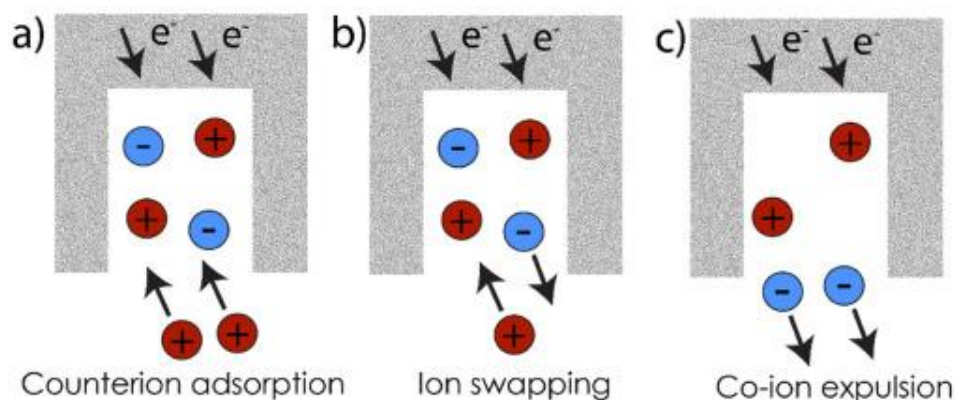 a) e⁻ e⁻
b) e⁻ e⁻
c) e⁻ e⁻
- +
+ -
+ +
- +
+ -
+
+
+
- -
Counterion adsorption
Ion swapping
Co-ion expulsion